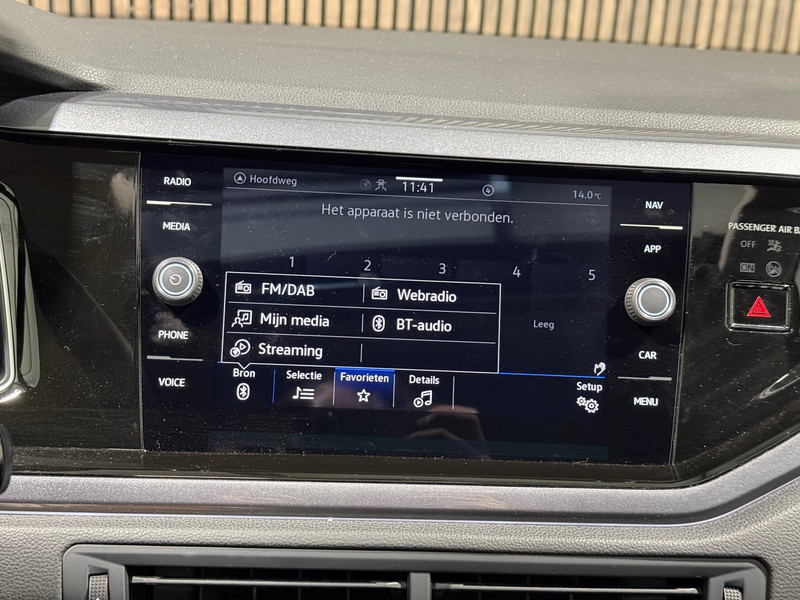 RADIO
MEDIA
PHONE
VOICE
Hoofdweg
11:41
4
14.0°C
Het apparaat is niet verbonden.
1 2 3 4 5
FM/DAB Webradio
Mijn media BT-audio
Streaming
Leeg
Bron Selectie Favorieten Details Setup
NAV
APP
CAR
MENU
PASSENGER AIR
OFF
ON